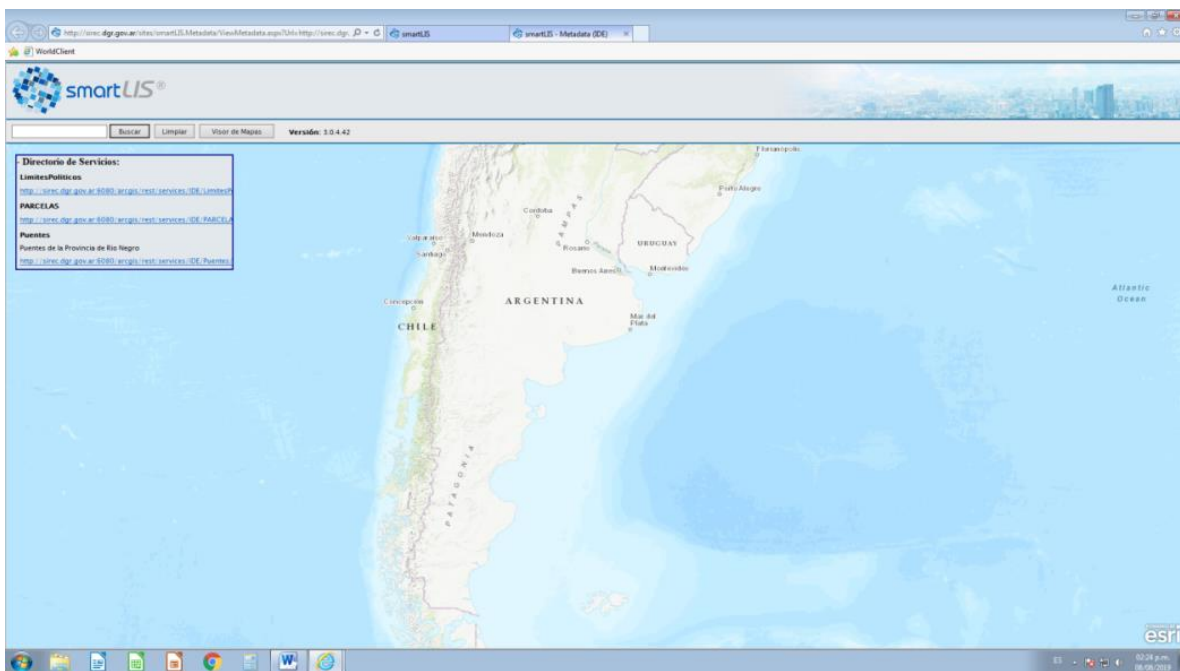 http://sirec.dgr.gov.ar/sites/smartLIS.Metadata/ViewMetadata.aspx?Url=http://sirec.dgr.
smartLIS
smartLIS - Metadata (IDE)
WorldClient
smartLIS®
Buscar
Limpiar
Visor de Mapas
Versión: 3.0.4.42
- Directorio de Servicios:
LimitesPoliticos
http://sirec.dgr.gov.ar:6080/arcgis/rest/services/IDE/LimitesP
PARCELAS
http://sirec.dgr.gov.ar:6080/arcgis/rest/services/IDE/PARCELA
Puentes
Puentes de la Provincia de Río Negro
http://sirec.dgr.gov.ar:6080/arcgis/rest/services/IDE/Puentes
Florianópolis
Porto Alegre
Cordoba
PAMPAS
Valparaiso
Mendoza
Santiago
Rosario
URUGUAY
Buenos Aires
Montevideo
Atlantic
Ocean
Concepción
ARGENTINA
CHILE
Mar del
Plata
PATAGONIA
esri
W
ES
02:24 p.m.